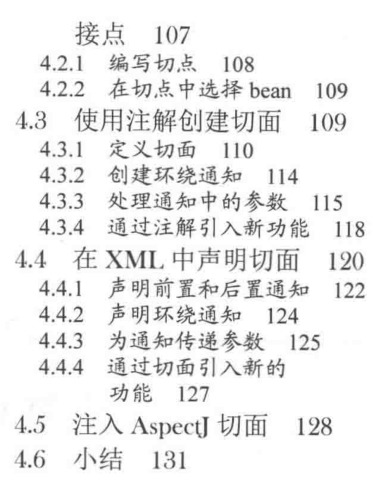 接点 107
4.2.1 编写切点 108
4.2.2 在切点中选择 bean 109
4.3 使用注解创建切面 109
4.3.1 定义切面 110
4.3.2 创建环绕通知 114
4.3.3 处理通知中的参数 115
4.3.4 通过注解引入新功能 118
4.4 在 XML 中声明切面 120
4.4.1 声明前置和后置通知 122
4.4.2 声明环绕通知 124
4.4.3 为通知传递参数 125
4.4.4 通过切面引入新的
功能 127
4.5 注入 AspectJ 切面 128
4.6 小结 131